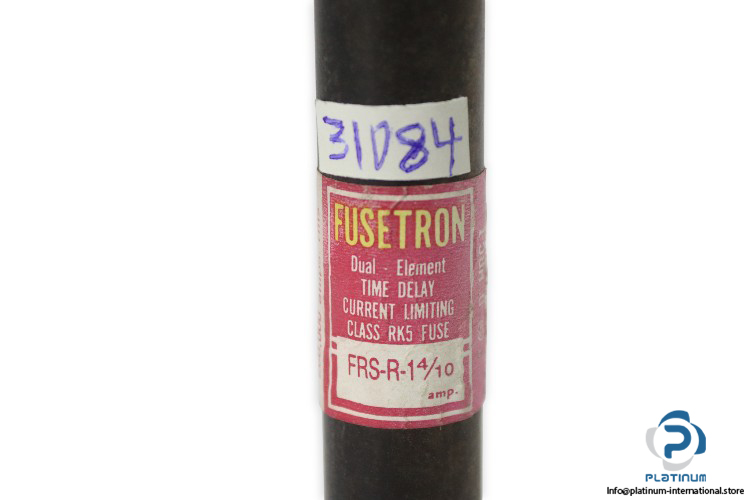 31D84
FUSETRON
Dual - Element
TIME DELAY
CURRENT LIMITING
CLASS RK5 FUSE
FRS-R-1 4/10
amp.
PLATINUM
Info@platinum-international.store